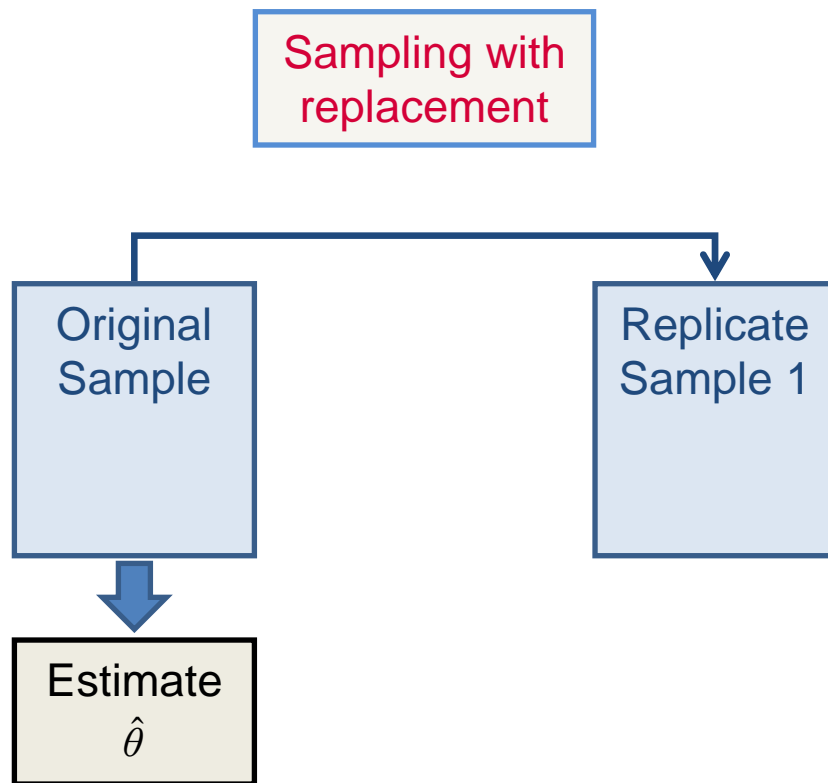 Sampling with
replacement
Original
Sample
Replicate
Sample 1
Estimate
θ̂